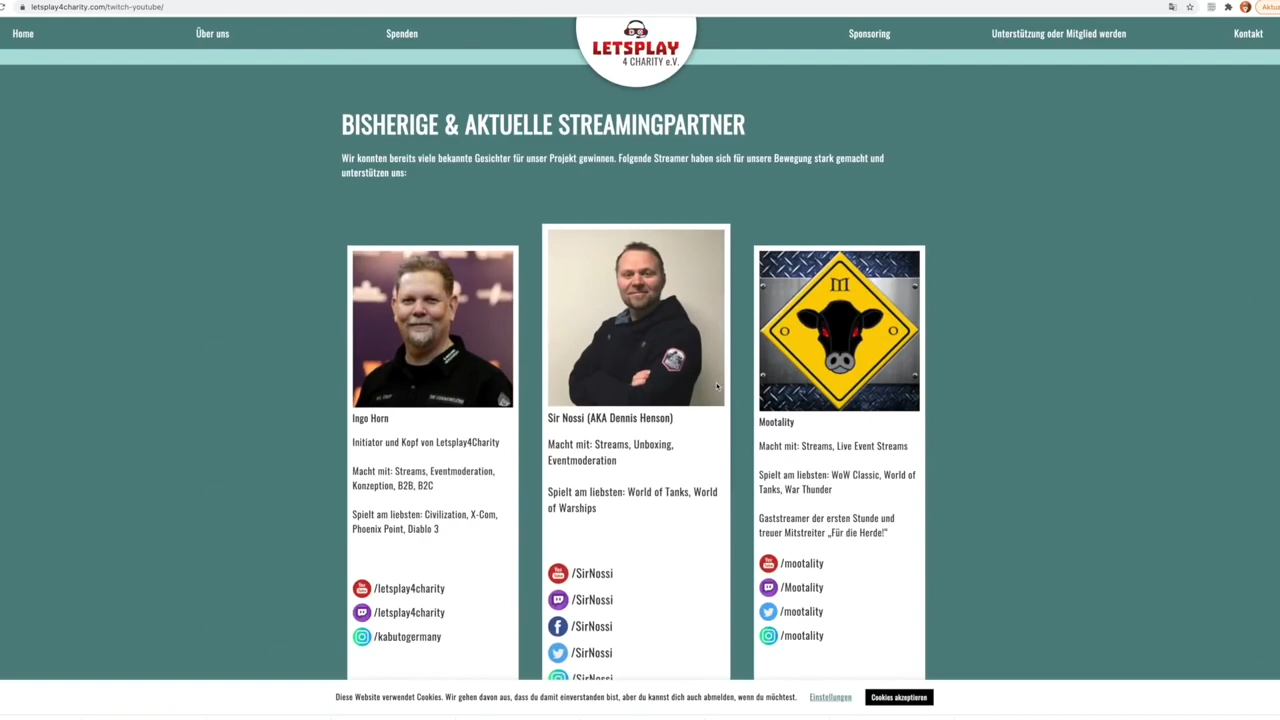 letsplay4charity.com/twitch-youtube/
Home
Über uns
Spenden
LETSPLAY
4 CHARITY e.V.
Sponsoring
Unterstützung oder Mitglied werden
Kontakt
BISHERIGE & AKTUELLE STREAMINGPARTNER
Wir konnten bereits viele bekannte Gesichter für unser Projekt gewinnen. Folgende Streamer haben sich für unsere Bewegung stark gemacht und
unterstützen uns:
Ingo Horn
Initiator und Kopf von Letsplay4Charity
Macht mit: Streams, Eventmoderation,
Konzeption, B2B, B2C
Spielt am liebsten: Civilization, X-Com,
Phoenix Point, Diablo 3
/letsplay4charity
/letsplay4charity
/kabutogermany
Sir Nossi (AKA Dennis Henson)
Macht mit: Streams, Unboxing,
Eventmoderation
Spielt am liebsten: World of Tanks, World
of Warships
/SirNossi
/SirNossi
/SirNossi
/SirNossi
/SirNossi
M
O O
Mootality
Macht mit: Streams, Live Event Streams
Spielt am liebsten: WoW Classic, World of
Tanks, War Thunder
Gaststreamer der ersten Stunde und
treuer Mitstreiter „Für die Herde!“
/mootality
/Mootality
/mootality
/mootality
Diese Website verwendet Cookies. Wir gehen davon aus, dass du damit einverstanden bist, aber du kannst dich auch abmelden, wenn du möchtest.
Einstellungen
Cookies akzeptieren